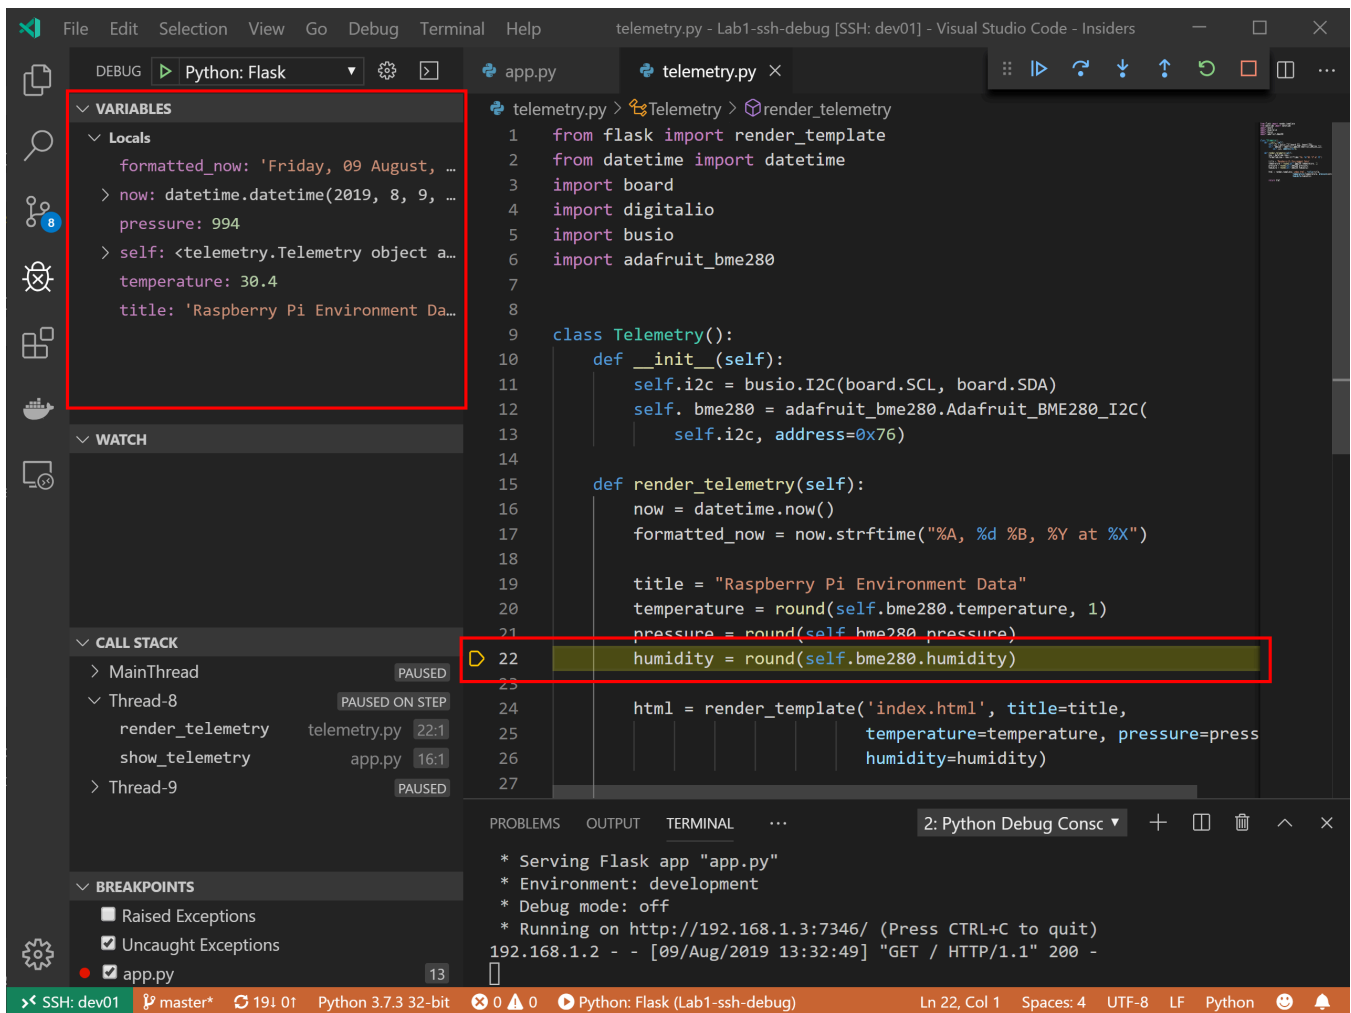 File Edit Selection View Go Debug Terminal Help telemetry.py - Lab1-ssh-debug [SSH: dev01] - Visual Studio Code - Insiders
DEBUG Python: Flask
VARIABLES
Locals
formatted_now: 'Friday, 09 August, …
now: datetime.datetime(2019, 8, 9, …
pressure: 994
self: <telemetry.Telemetry object a…
temperature: 30.4
title: 'Raspberry Pi Environment Da…
8
WATCH
CALL STACK
MainThread PAUSED
Thread-8 PAUSED ON STEP
render_telemetry telemetry.py 22:1
show_telemetry app.py 16:1
Thread-9 PAUSED
BREAKPOINTS
Raised Exceptions
Uncaught Exceptions
app.py 13
app.py telemetry.py
telemetry.py > Telemetry > render_telemetry
1 from flask import render_template
2 from datetime import datetime
3 import board
4 import digitalio
5 import busio
6 import adafruit_bme280
7
8
9 class Telemetry():
10 def __init__(self):
11 self.i2c = busio.I2C(board.SCL, board.SDA)
12 self. bme280 = adafruit_bme280.Adafruit_BME280_I2C(
13 self.i2c, address=0x76)
14
15 def render_telemetry(self):
16 now = datetime.now()
17 formatted_now = now.strftime("%A, %d %B, %Y at %X")
18
19 title = "Raspberry Pi Environment Data"
20 temperature = round(self.bme280.temperature, 1)
21 pressure = round(self.bme280.pressure)
22 humidity = round(self.bme280.humidity)
23
24 html = render_template('index.html', title=title,
25 temperature=temperature, pressure=press
26 humidity=humidity)
27
PROBLEMS OUTPUT TERMINAL ··· 2: Python Debug Consc
* Serving Flask app "app.py"
* Environment: development
* Debug mode: off
* Running on http://192.168.1.3:7346/ (Press CTRL+C to quit)
192.168.1.2 - - [09/Aug/2019 13:32:49] "GET / HTTP/1.1" 200 -
SSH: dev01 master* 19↓ 0↑ Python 3.7.3 32-bit 0 0 Python: Flask (Lab1-ssh-debug) Ln 22, Col 1 Spaces: 4 UTF-8 LF Python